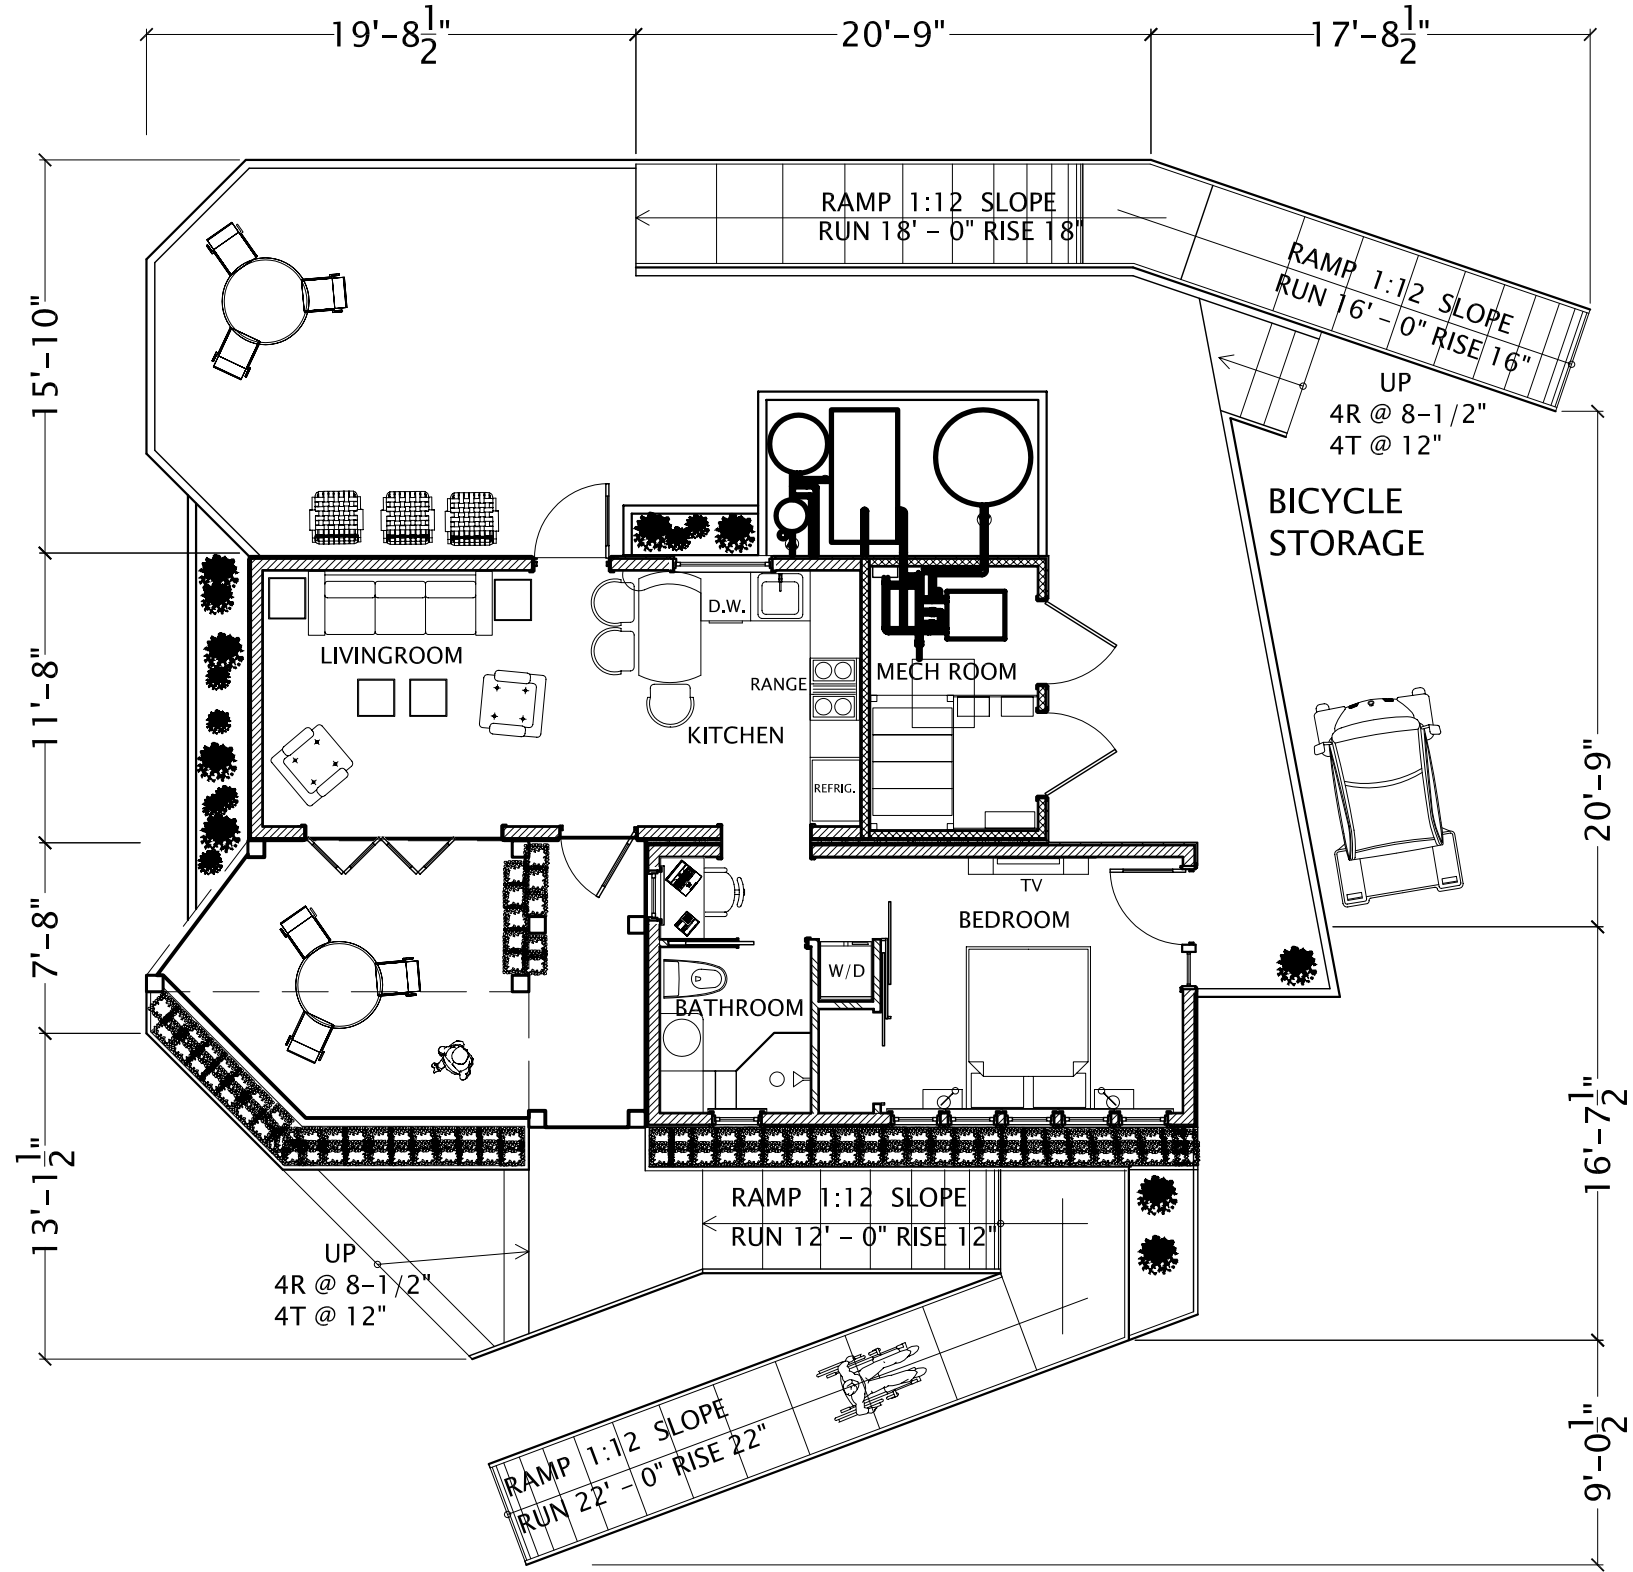 19'-8 1/2"
20'-9"
17'-8 1/2"
RAMP 1:12 SLOPE
RUN 18' - 0" RISE 18"
RAMP 1:12 SLOPE
RUN 16' - 0" RISE 16"
15'-10"
UP
4R @ 8-1/2"
4T @ 12"
BICYCLE
STORAGE
D.W.
LIVINGROOM
RANGE
MECH ROOM
11'-8"
KITCHEN
REFRIG.
20'-9"
TV
BEDROOM
7'-8"
W/D
BATHROOM
16'-7 1/2"
13'-1 1/2"
RAMP 1:12 SLOPE
RUN 12' - 0" RISE 12"
UP
4R @ 8-1/2"
4T @ 12"
RAMP 1:12 SLOPE
RUN 22' - 0" RISE 22"
9'-0 1/2"